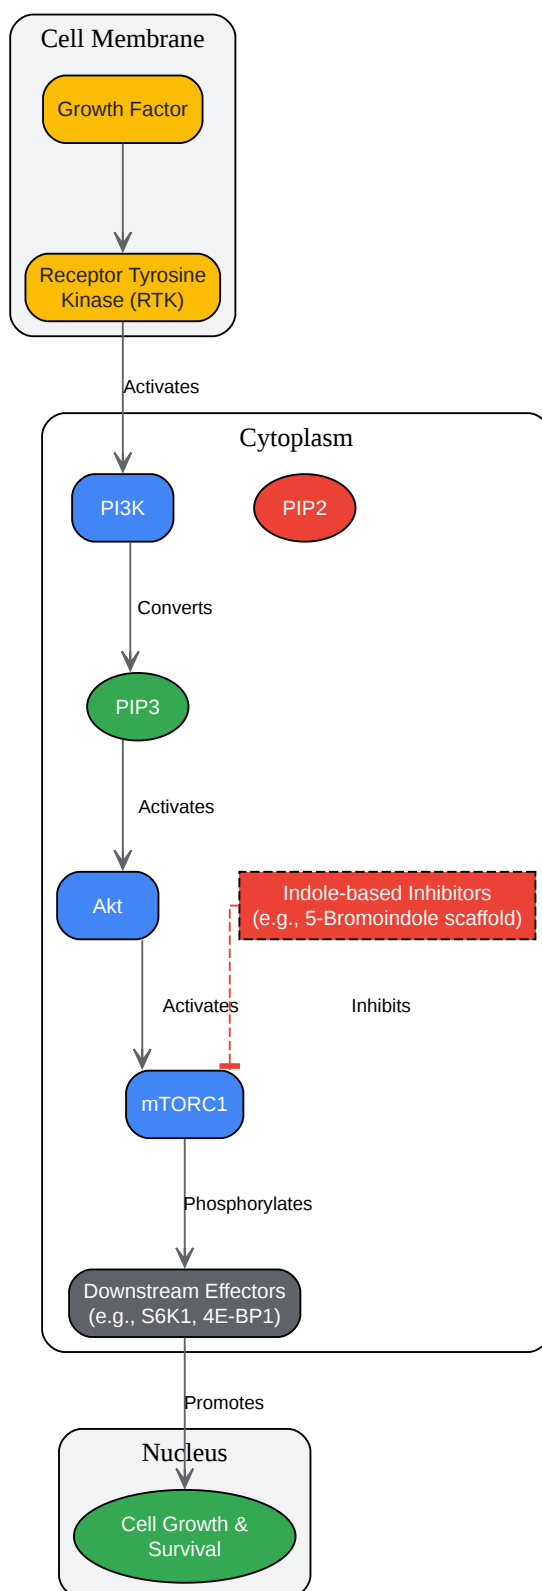 Cell Membrane
Growth Factor
Receptor Tyrosine
Kinase (RTK)
Activates
Cytoplasm
PI3K
PIP2
Converts
PIP3
Activates
Akt
Indole-based Inhibitors
(e.g., 5-Bromoindole scaffold)
Activates
Inhibits
mTORC1
Phosphorylates
Downstream Effectors
(e.g., S6K1, 4E-BP1)
Promotes
Nucleus
Cell Growth &
Survival